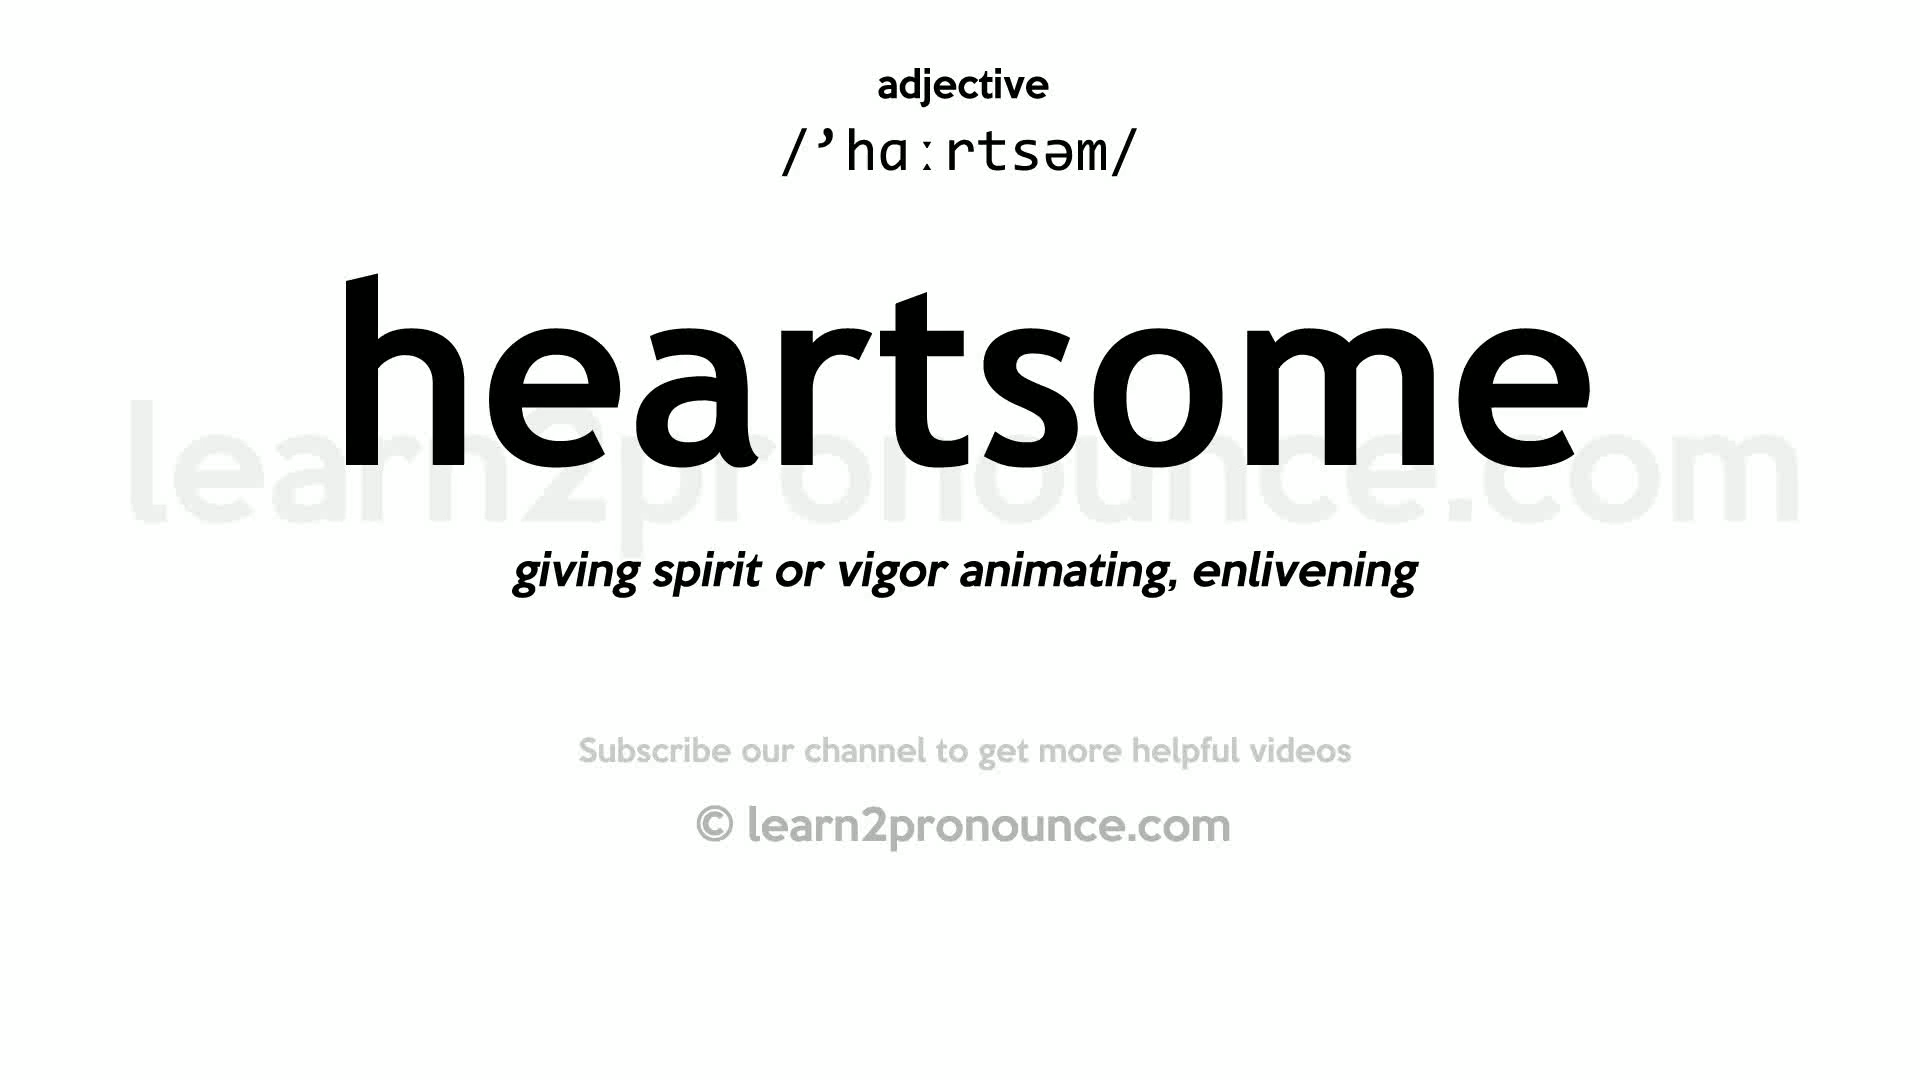 adjective
/’hɑːrtsəm/
heartsome
learn2pronounce.com
giving spirit or vigor animating, enlivening
Subscribe our channel to get more helpful videos
© learn2pronounce.com